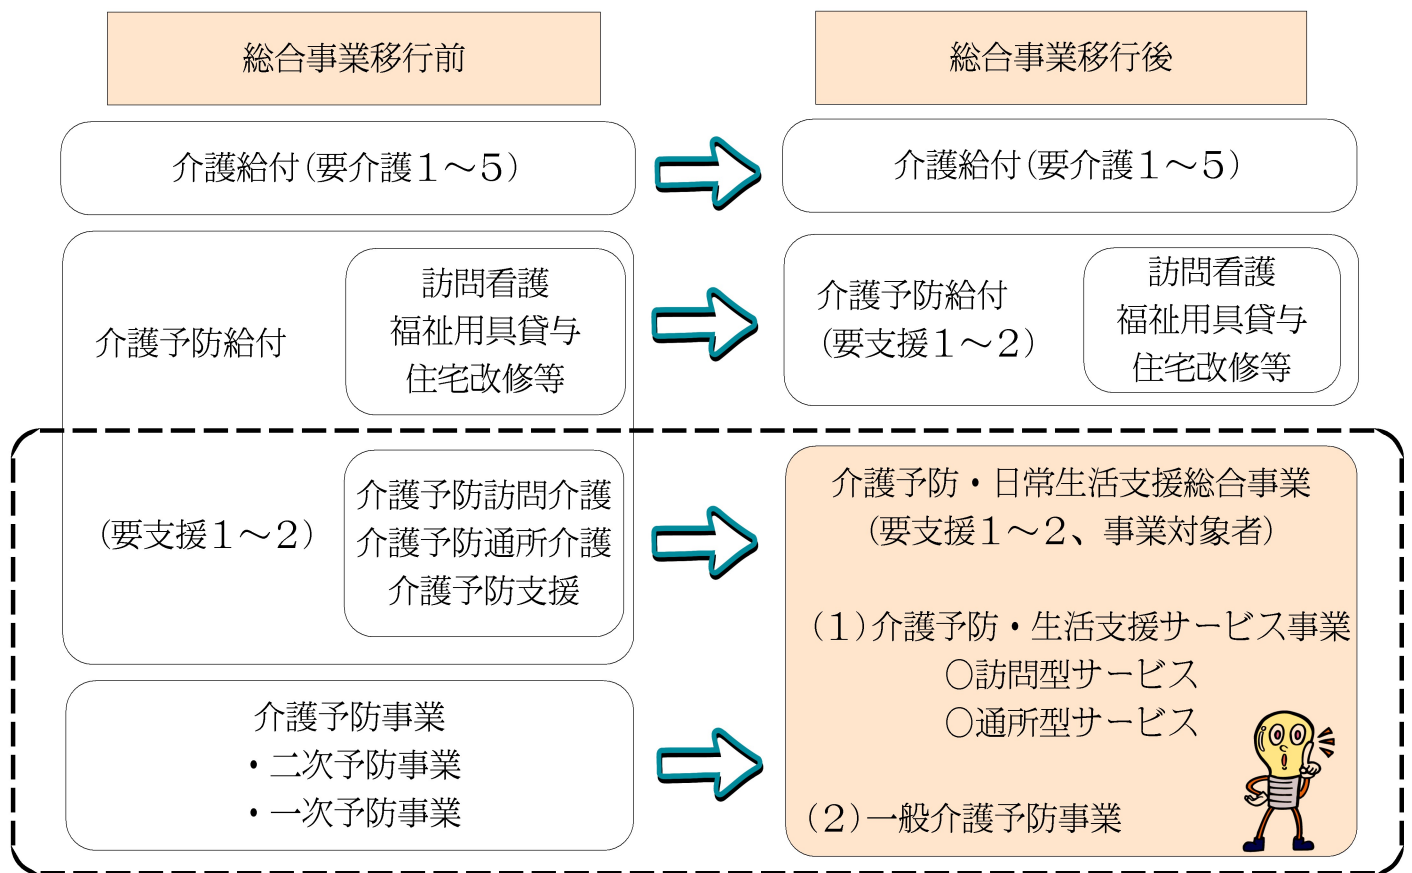 総合事業移行前
総合事業移行後
介護給付(要介護１～５)
介護給付(要介護１～５)
介護予防給付
訪問看護
福祉用具貸与
住宅改修等
介護予防給付
(要支援１～２)
訪問看護
福祉用具貸与
住宅改修等
(要支援１～２)
介護予防訪問介護
介護予防通所介護
介護予防支援
介護予防・日常生活支援総合事業
(要支援１～２、事業対象者)
(１)介護予防・生活支援サービス事業
○訪問型サービス
○通所型サービス
(２)一般介護予防事業
介護予防事業
・二次予防事業
・一次予防事業